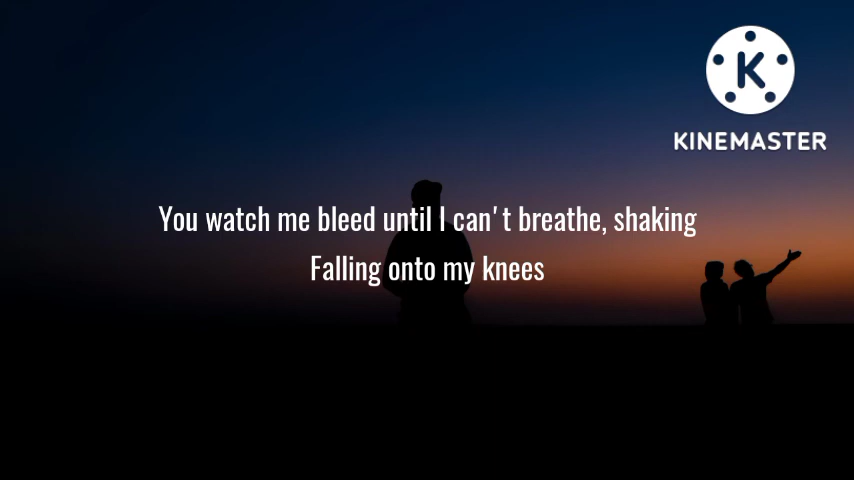 K
KINEMASTER
You watch me bleed until I can't breathe, shaking
Falling onto my knees